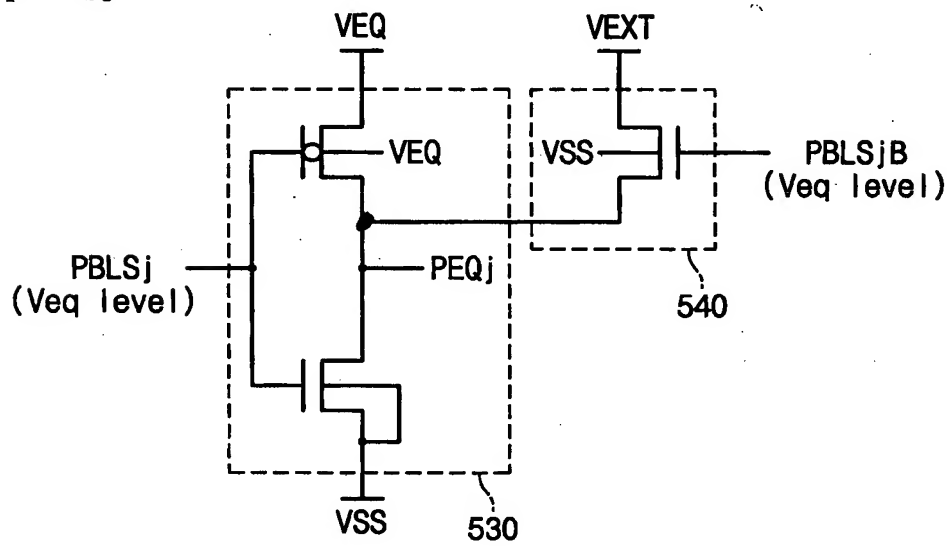 VEQ
VEXT
VEQ
VSS
PBLSjB
(Veq level)
PBLSj
(Veq level)
PEQj
540
VSS
530